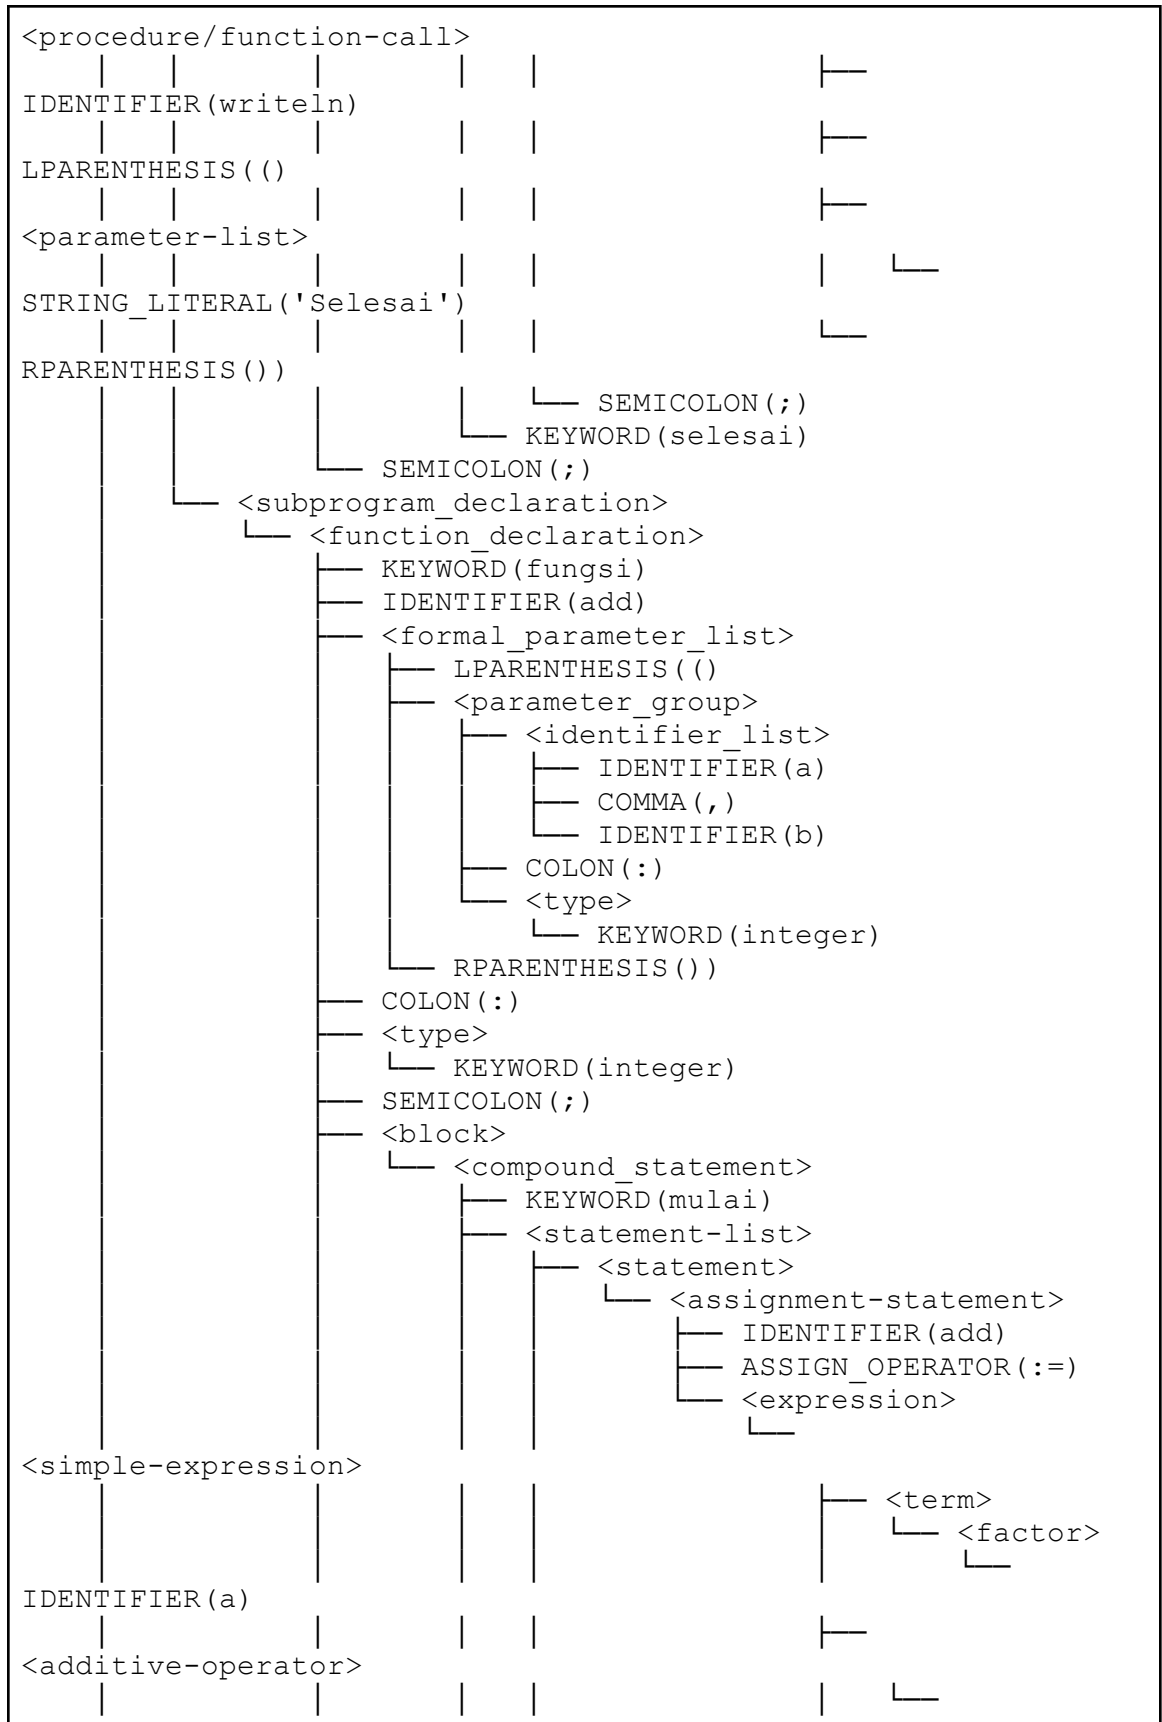 <procedure/function-call>
│ │ │ │ │ ├──
IDENTIFIER(writeln)
│ │ │ │ │ ├──
LPARENTHESIS(()
│ │ │ │ │ ├──
<parameter-list>
│ │ │ │ │ │ └──
STRING_LITERAL('Selesai')
│ │ │ │ │ └──
RPARENTHESIS())
│ │ │ │ └── SEMICOLON(;)
│ │ │ └── KEYWORD(selesai)
│ │ └── SEMICOLON(;)
│ └── <subprogram_declaration>
│ └── <function_declaration>
│ ├── KEYWORD(fungsi)
│ ├── IDENTIFIER(add)
│ ├── <formal_parameter_list>
│ │ ├── LPARENTHESIS(()
│ │ ├── <parameter_group>
│ │ │ ├── <identifier_list>
│ │ │ │ ├── IDENTIFIER(a)
│ │ │ │ ├── COMMA(,)
│ │ │ │ └── IDENTIFIER(b)
│ │ │ ├── COLON(:)
│ │ │ └── <type>
│ │ │ └── KEYWORD(integer)
│ │ └── RPARENTHESIS())
│ ├── COLON(:)
│ ├── <type>
│ │ └── KEYWORD(integer)
│ ├── SEMICOLON(;)
│ ├── <block>
│ │ └── <compound_statement>
│ │ ├── KEYWORD(mulai)
│ │ ├── <statement-list>
│ │ │ ├── <statement>
│ │ │ │ └── <assignment-statement>
│ │ │ │ ├── IDENTIFIER(add)
│ │ │ │ ├── ASSIGN_OPERATOR(:=)
│ │ │ │ └── <expression>
│ │ │ │ └──
<simple-expression>
│ │ │ │ ├── <term>
│ │ │ │ │ └── <factor>
│ │ │ │ │ └──
IDENTIFIER(a)
│ │ │ │ ├──
<additive-operator>
│ │ │ │ │ └──